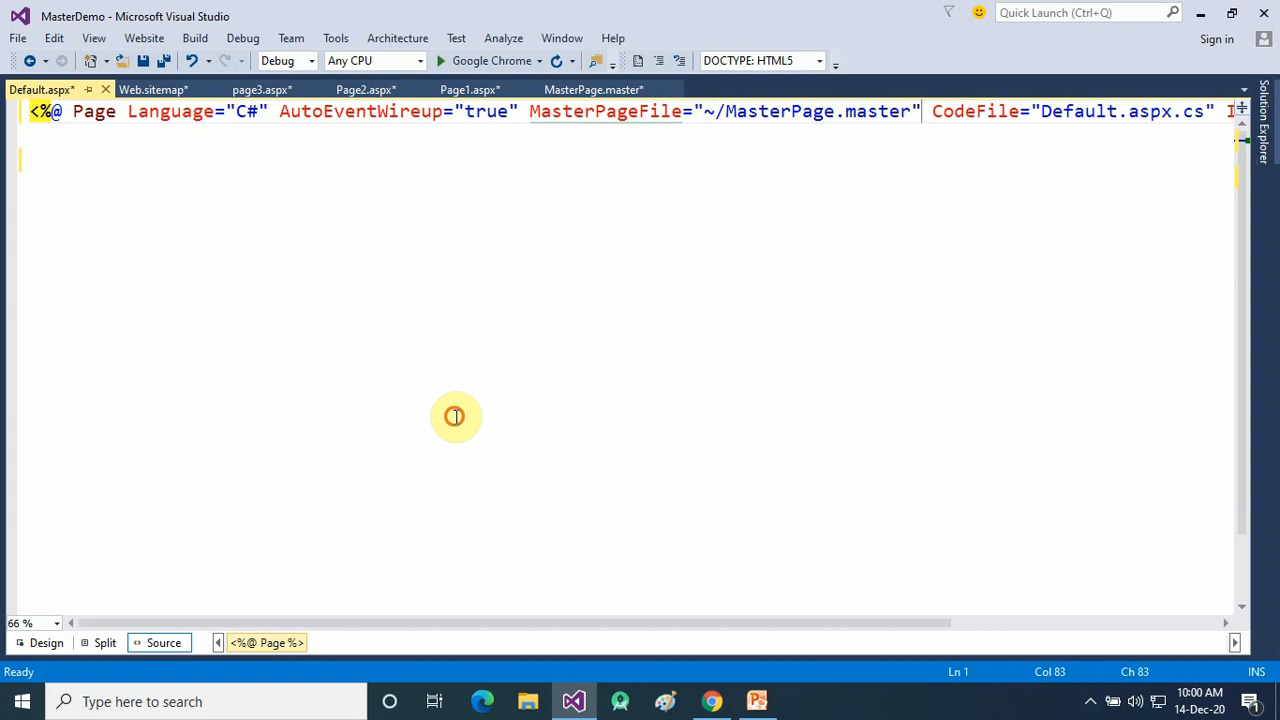 MasterDemo - Microsoft Visual Studio
Quick Launch (Ctrl+Q)
File Edit View Website Build Debug Team Tools Architecture Test Analyze Window Help
Sign in
Debug Any CPU Google Chrome DOCTYPE: HTML5
Default.aspx* Web.sitemap* page3.aspx* Page2.aspx* Page1.aspx* MasterPage.master*
<%@ Page Language="C#" AutoEventWireup="true" MasterPageFile="~/MasterPage.master" CodeFile="Default.aspx.cs" I
Solution Explorer
66 %
Design Split Source <%@ Page %>
Ready Ln 1 Col 83 Ch 83 INS
Type here to search
10:00 AM
14-Dec-20
1